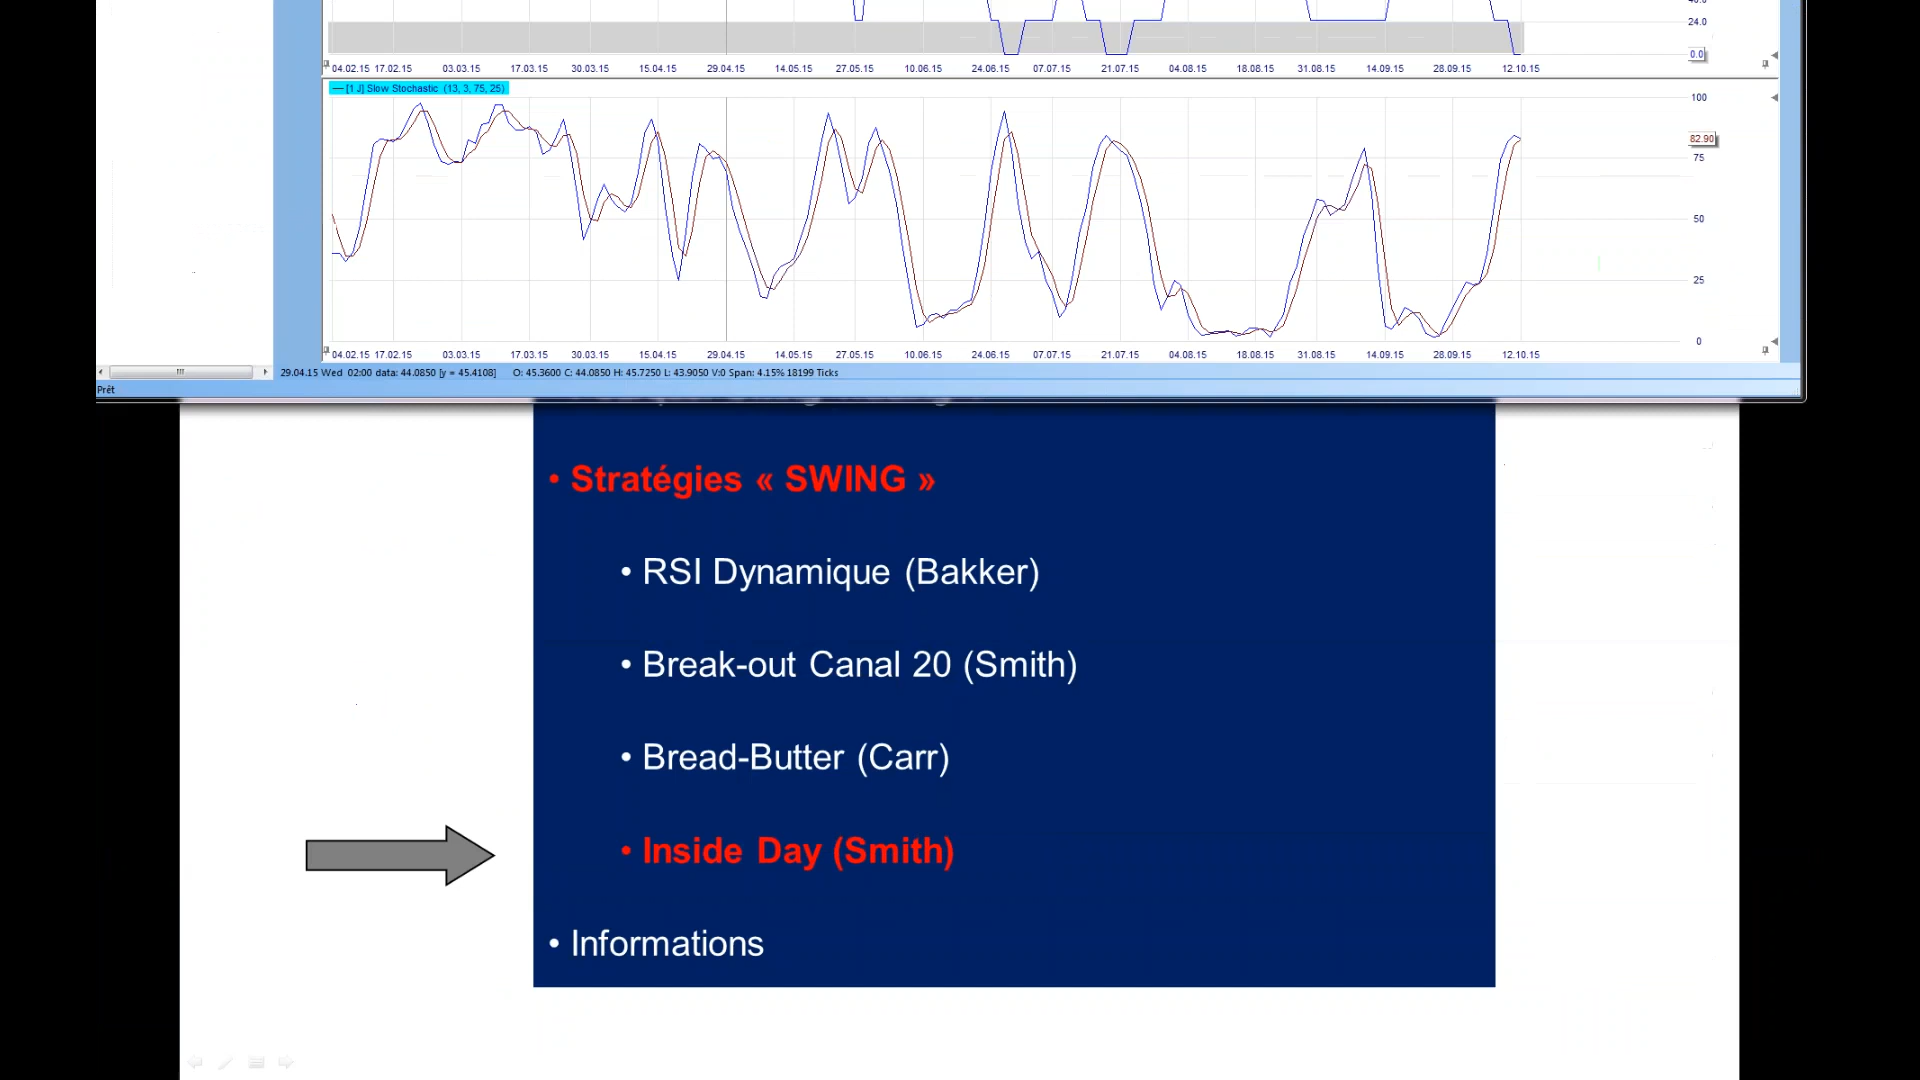 24.0
0.0
04.02.15 17.02.15 03.03.15 17.03.15 30.03.15 15.04.15 29.04.15 14.05.15 27.05.15 10.06.15 24.06.15 07.07.15 21.07.15 04.08.15 18.08.15 31.08.15 14.09.15 28.09.15 12.10.15
[1 J] Slow Stochastic (13, 3, 75, 25)
100
82.90
75
50
25
0
04.02.15 17.02.15 03.03.15 17.03.15 30.03.15 15.04.15 29.04.15 14.05.15 27.05.15 10.06.15 24.06.15 07.07.15 21.07.15 04.08.15 18.08.15 31.08.15 14.09.15 28.09.15 12.10.15
29.04.15 Wed 02:00 data: 44.0850 [y = 45.4108] O: 45.3600 C: 44.0850 H: 45.7250 L: 43.9050 V:0 Span: 4.15% 18199 Ticks
Prêt
• Stratégies « SWING »
• RSI Dynamique (Bakker)
• Break-out Canal 20 (Smith)
• Bread-Butter (Carr)
• Inside Day (Smith)
• Informations